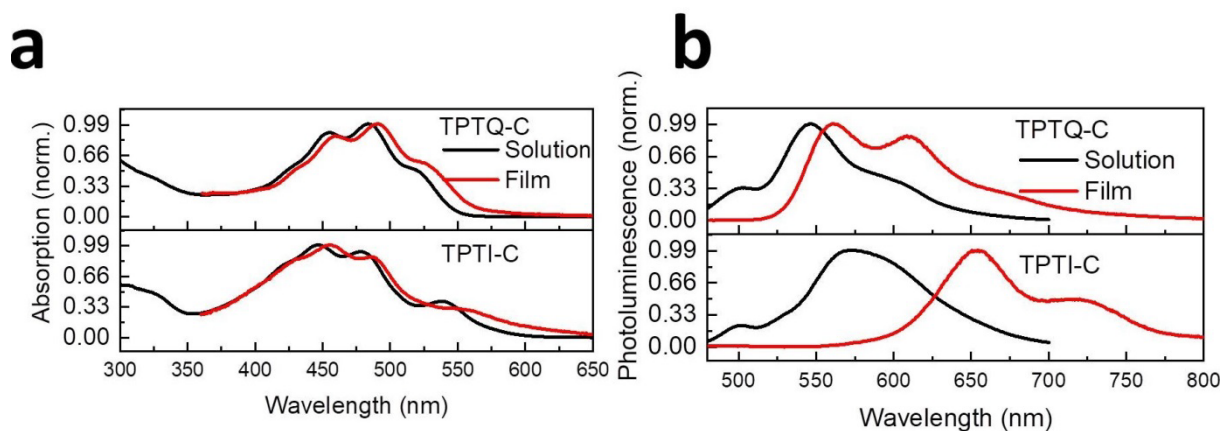 a
Absorption (norm.)
0.99
0.66
0.33
0.00
TPTQ-C
Solution
Film
0.99
0.66
0.33
0.00
TPTI-C
300 350 400 450 500 550 600 650
Wavelength (nm)
b
Photoluminescence (norm.)
0.99
0.66
0.33
0.00
TPTQ-C
Solution
Film
0.99
0.66
0.33
0.00
TPTI-C
500 550 600 650 700 750 800
Wavelength (nm)